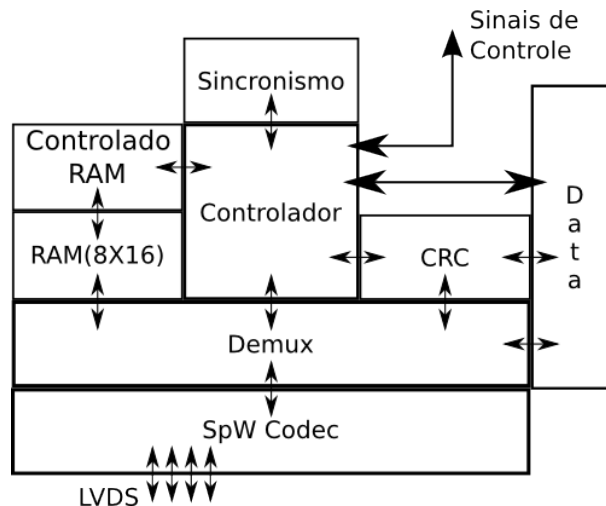 Sinais de
Controle
Sincronismo
Controlado
RAM
Controlador
RAM(8X16)
CRC
D
a
t
a
Demux
SpW Codec
LVDS